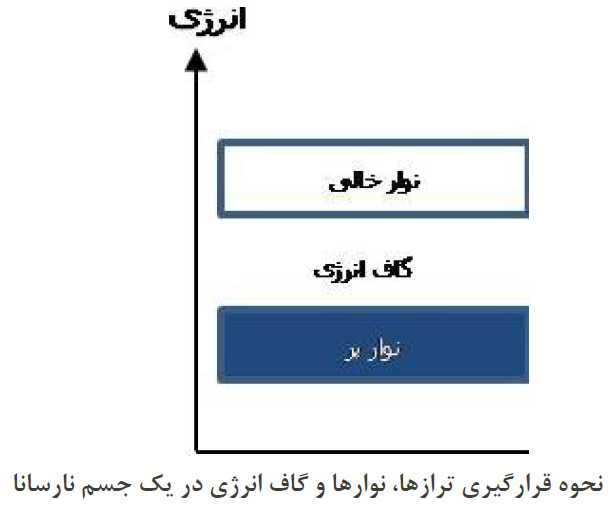 انرژی
نوار خالی
گاف انرژی
نوار پر
نحوه قرارگیری ترازها، نوارها و گاف انرژی در یک جسم نارسانا